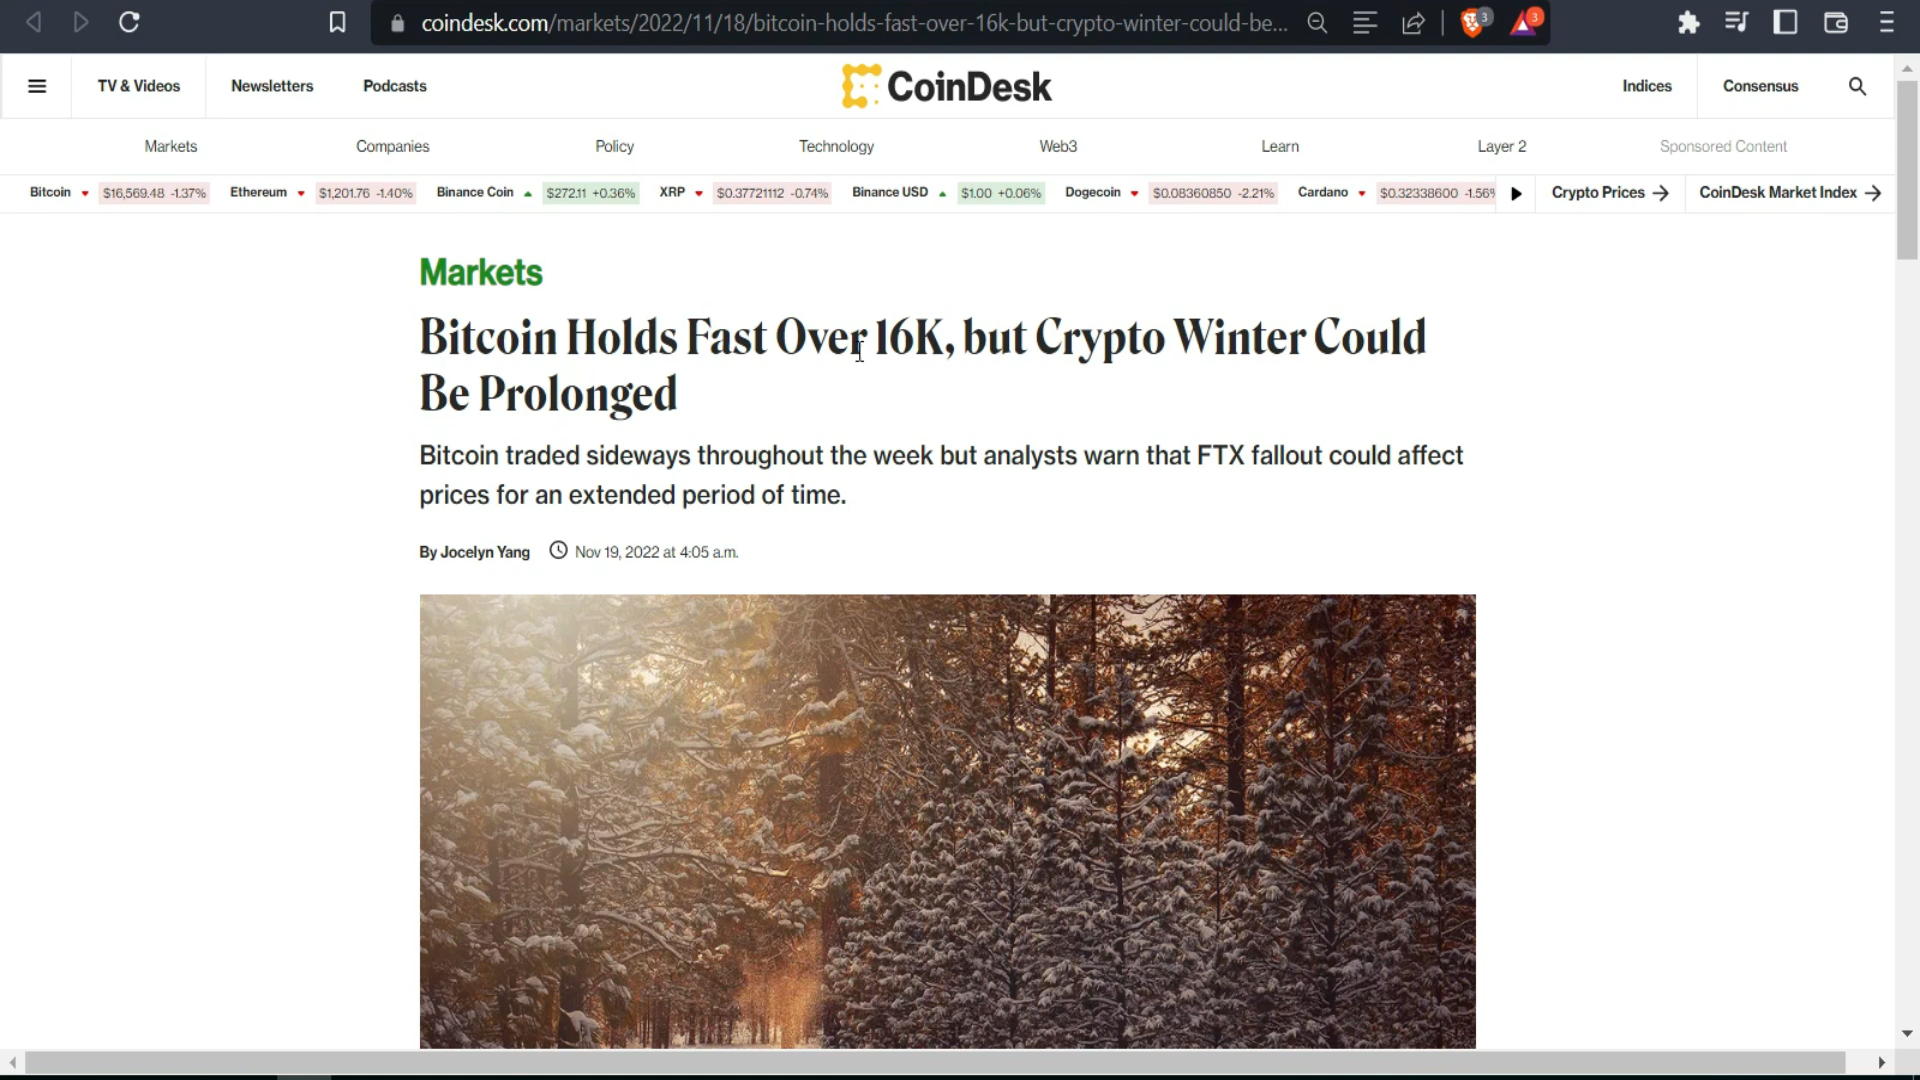 coindesk.com/markets/2022/11/18/bitcoin-holds-fast-over-16k-but-crypto-winter-could-be... 3 3
TV & Videos Newsletters Podcasts CoinDesk Indices Consensus
Markets Companies Policy Technology Web3 Learn Layer 2 Sponsored Content
Bitcoin $16,569.48 -1.37% Ethereum $1,201.76 -1.40% Binance Coin $272.11 +0.36% XRP $0.37721112 -0.74% Binance USD $1.00 +0.06% Dogecoin $0.08360850 -2.21% Cardano $0.32338600 -1.56% Crypto Prices → CoinDesk Market Index →
Markets
Bitcoin Holds Fast Over 16K, but Crypto Winter Could
Be Prolonged
Bitcoin traded sideways throughout the week but analysts warn that FTX fallout could affect
prices for an extended period of time.
By Jocelyn Yang Nov 19, 2022 at 4:05 a.m.